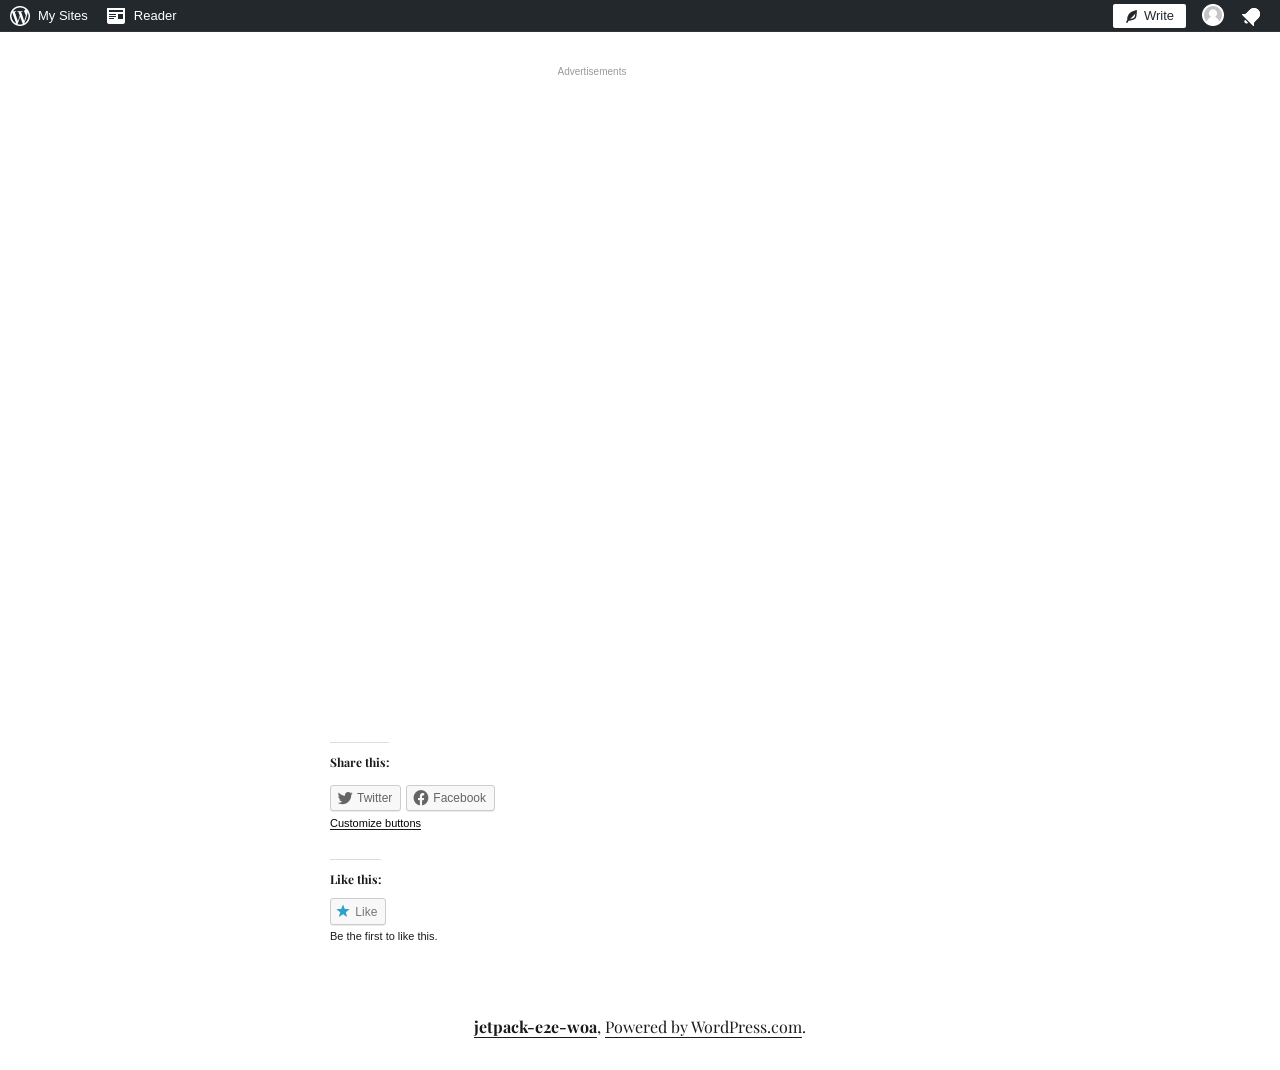 My Sites Reader Write
Advertisements
Share this:
Twitter Facebook
Customize buttons
Like this:
Like
Be the first to like this.
jetpack-e2e-woa, Powered by WordPress.com.